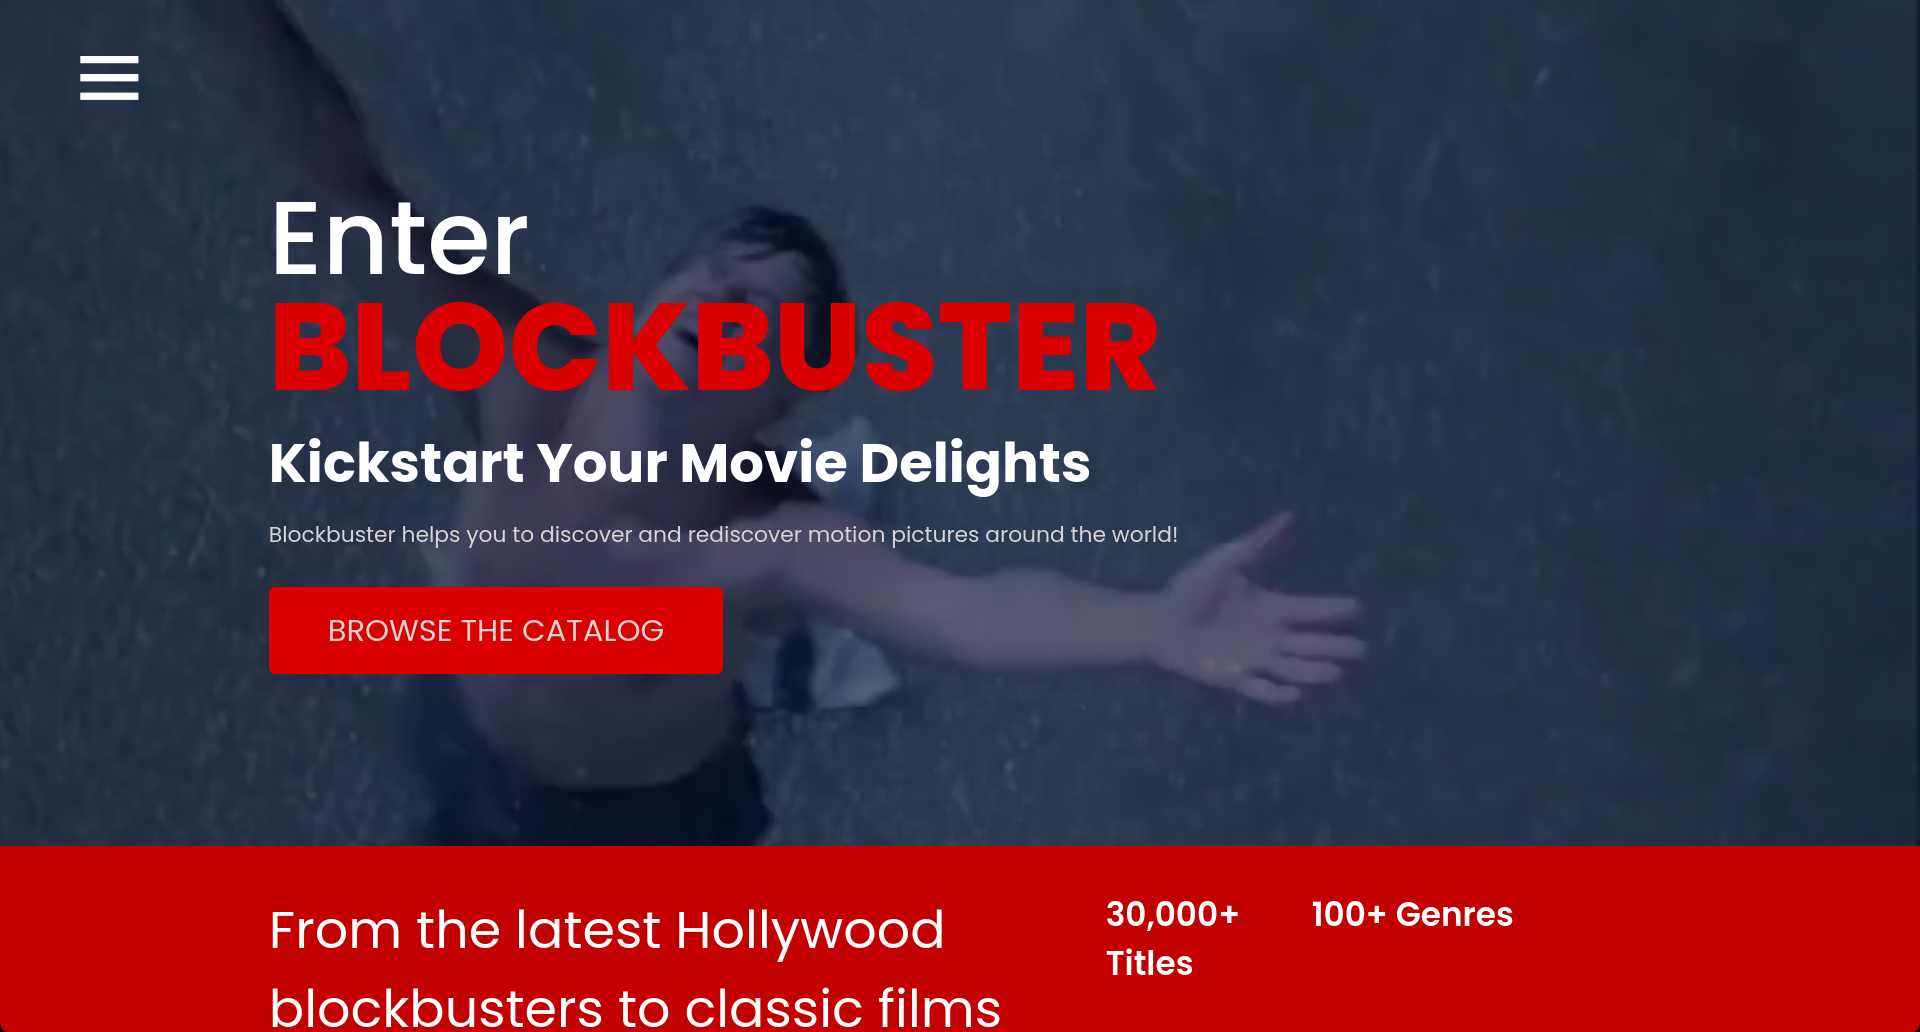 Enter
BLOCKBUSTER
Kickstart Your Movie Delights
Blockbuster helps you to discover and rediscover motion pictures around the world!
BROWSE THE CATALOG
From the latest Hollywood
blockbusters to classic films
30,000+
Titles
100+ Genres